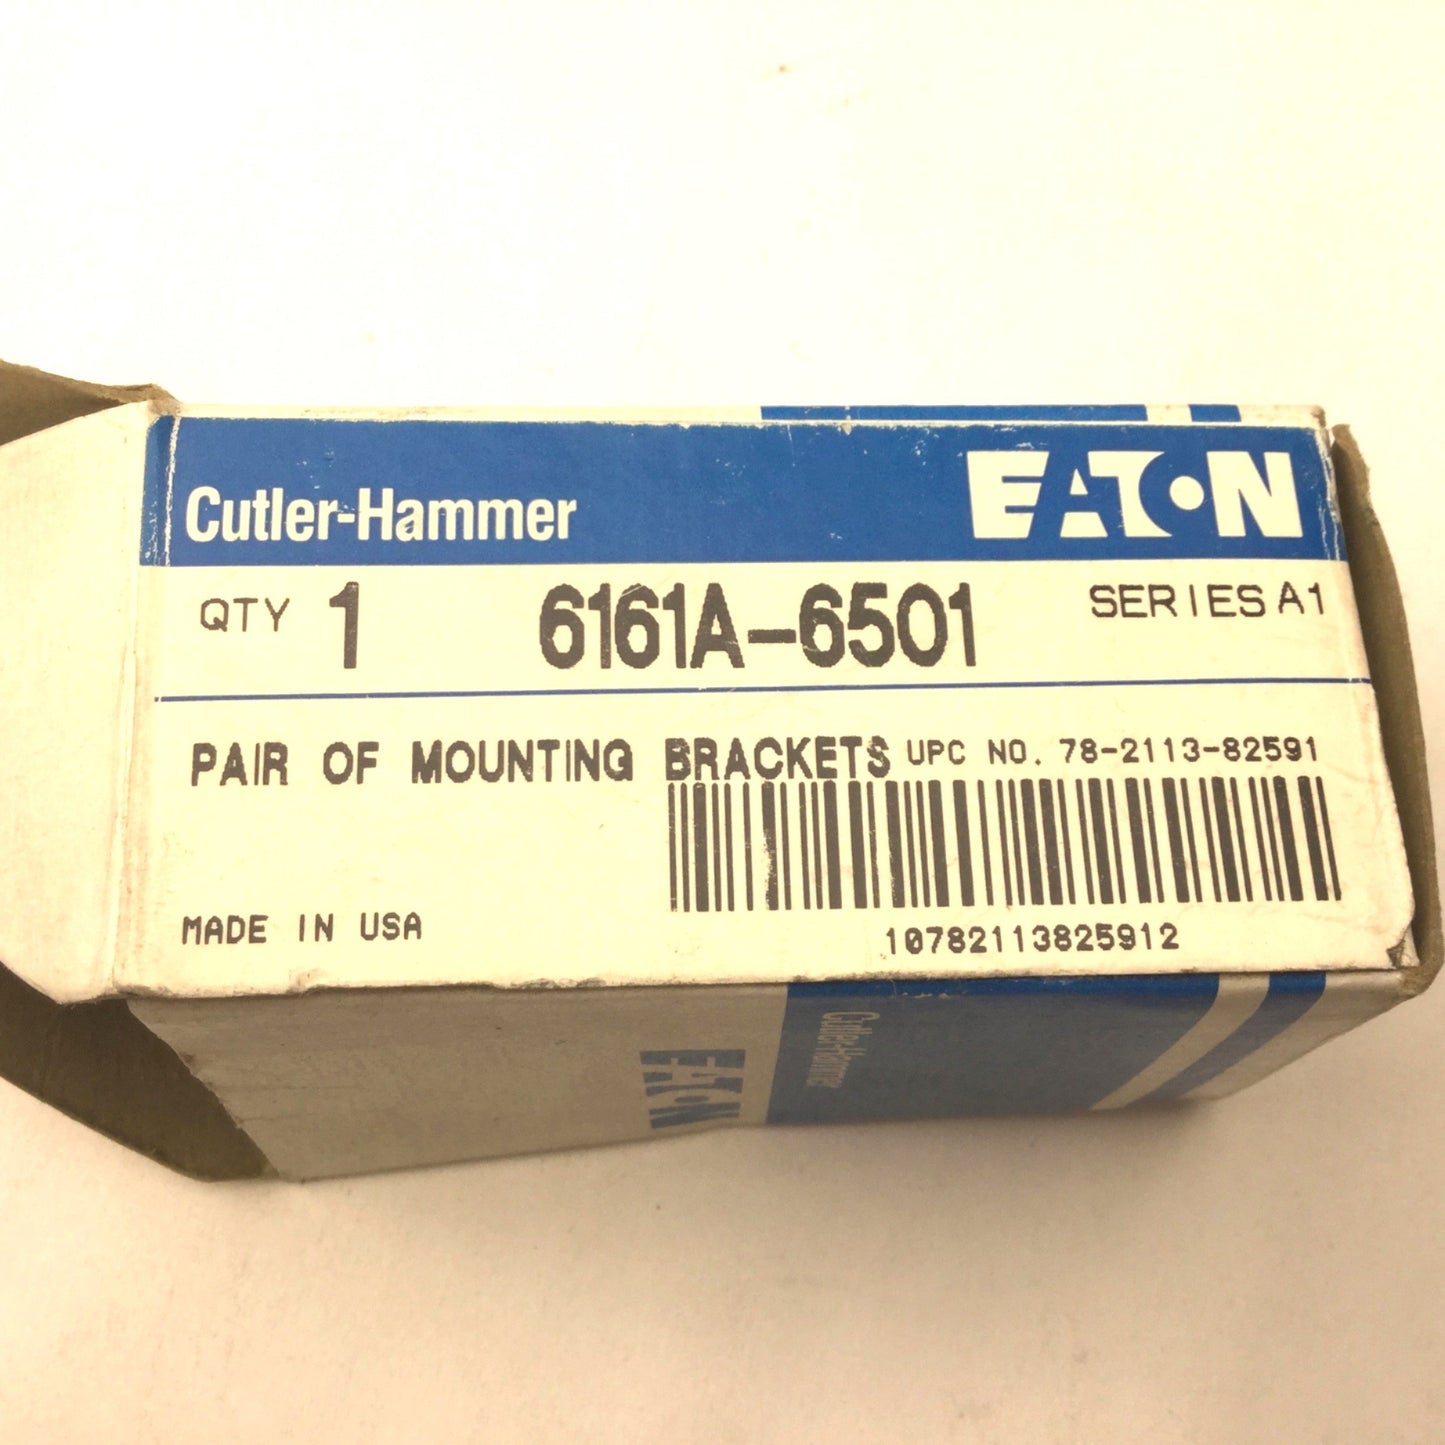 Cutler-Hammer EATON
QTY 1 6161A-6501 SERIES A1
PAIR OF MOUNTING BRACKETS UPC NO. 78-2113-82591
MADE IN USA
10782113825912
Cutler-Hammer
EATON